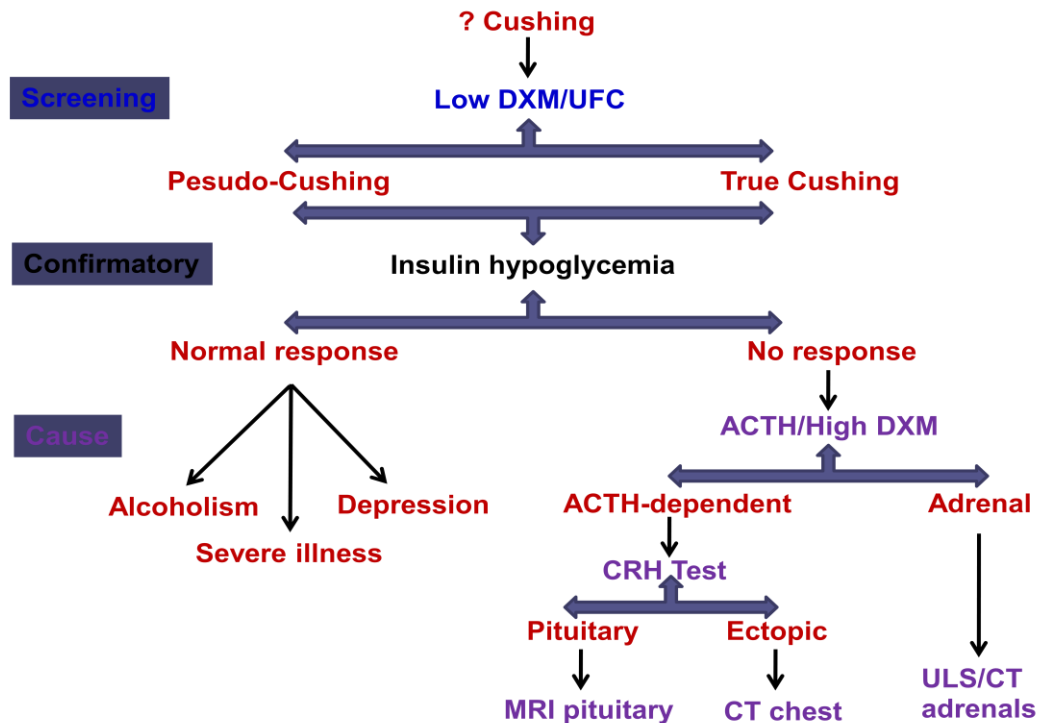 ? Cushing
Screening
Low DXM/UFC
Pesudo-Cushing
True Cushing
Confirmatory
Insulin hypoglycemia
Normal response
No response
Cause
ACTH/High DXM
Alcoholism
Depression
ACTH-dependent
Adrenal
Severe illness
CRH Test
Pituitary
Ectopic
MRI pituitary
CT chest
ULS/CT
adrenals